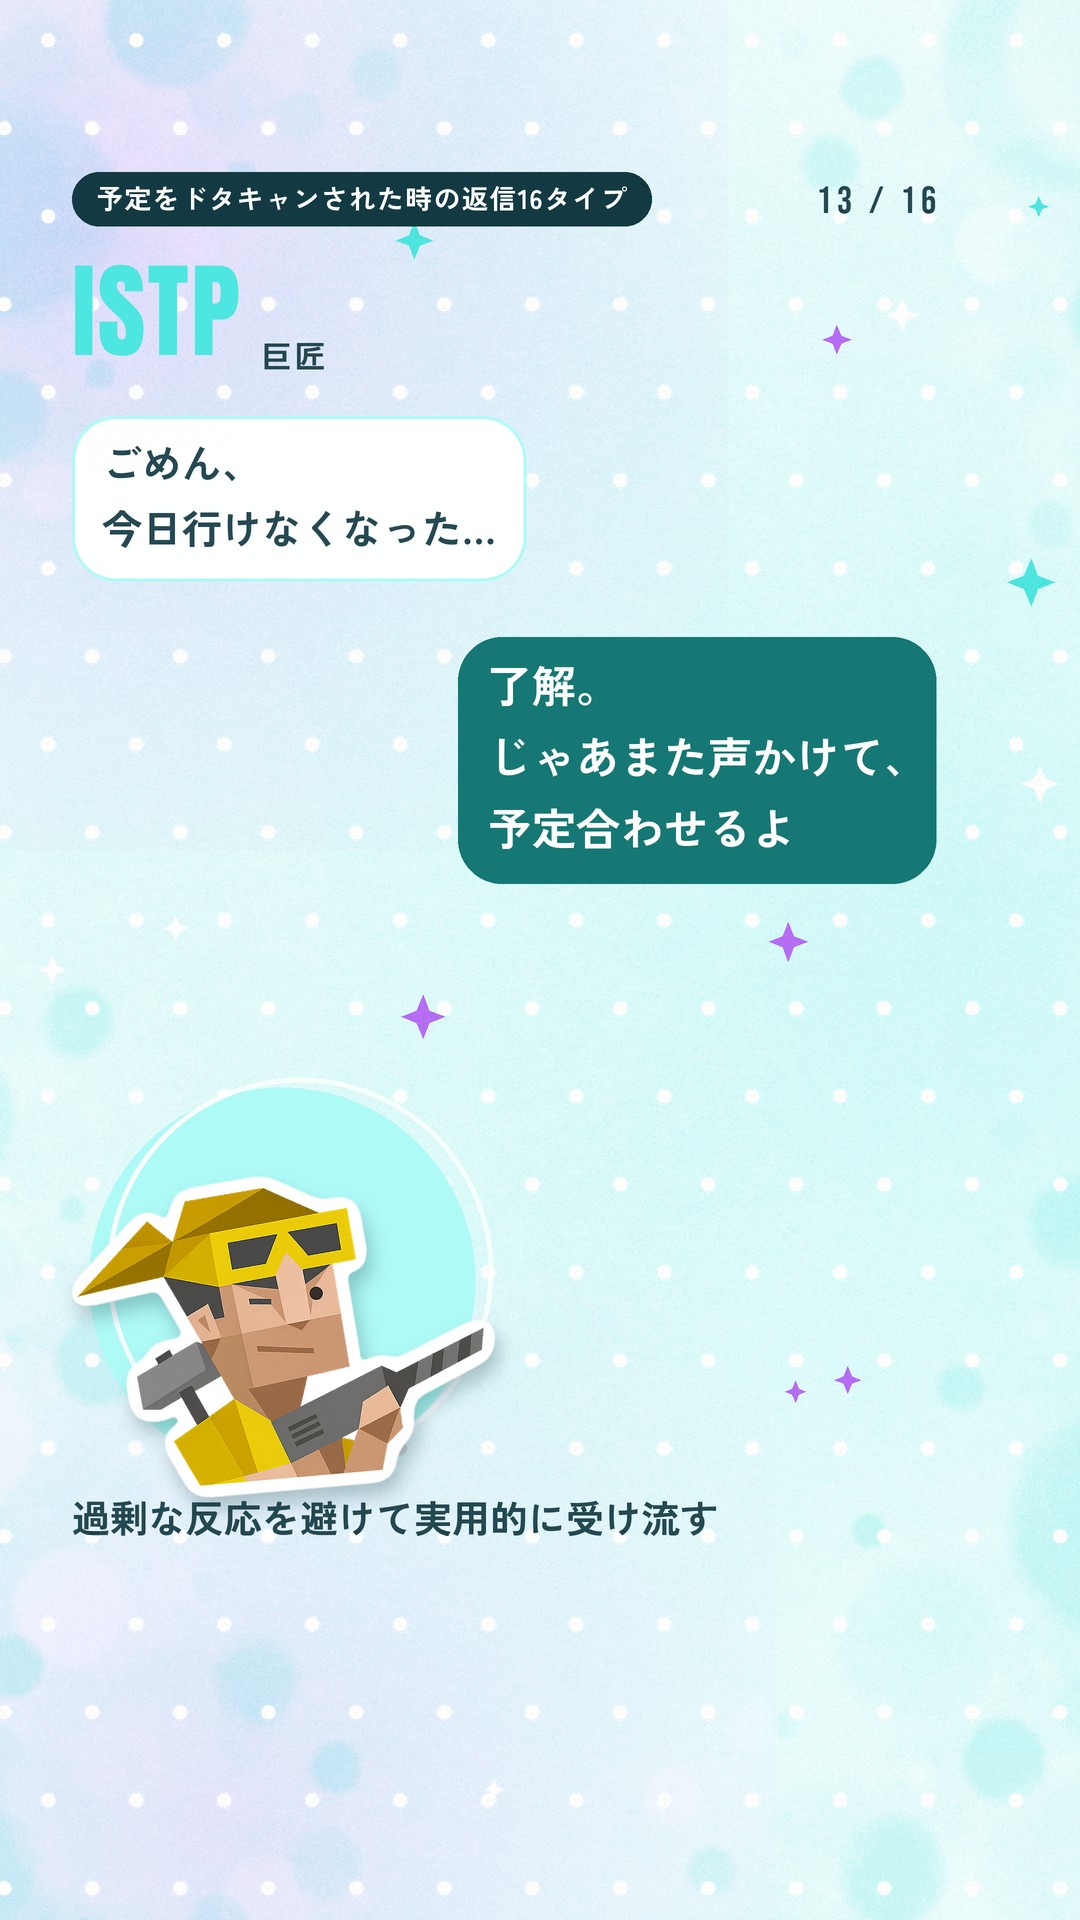 予定をドタキャンされた時の返信16タイプ
13 / 16
ISTP
巨匠
ごめん、
今日行けなくなった...
了解。
じゃあまた声かけて、
予定合わせるよ
過剰な反応を避けて実用的に受け流す